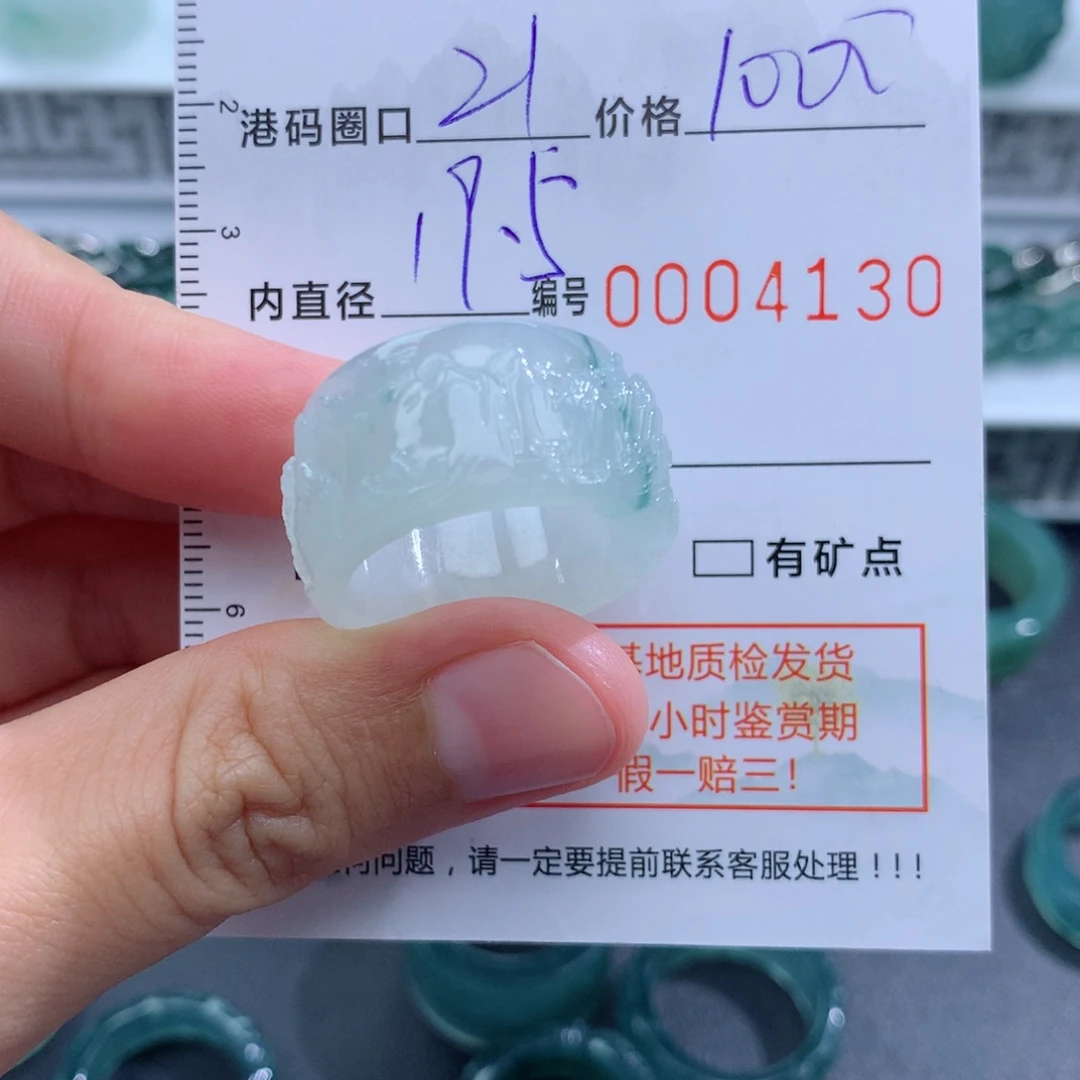 港码圈口 21 价格
2
3
内直径 19.5 编号 0004130
有矿点
6
地质检发货
小时鉴赏期
假一赔三！
问题，请一定要提前联系客服处理！！！